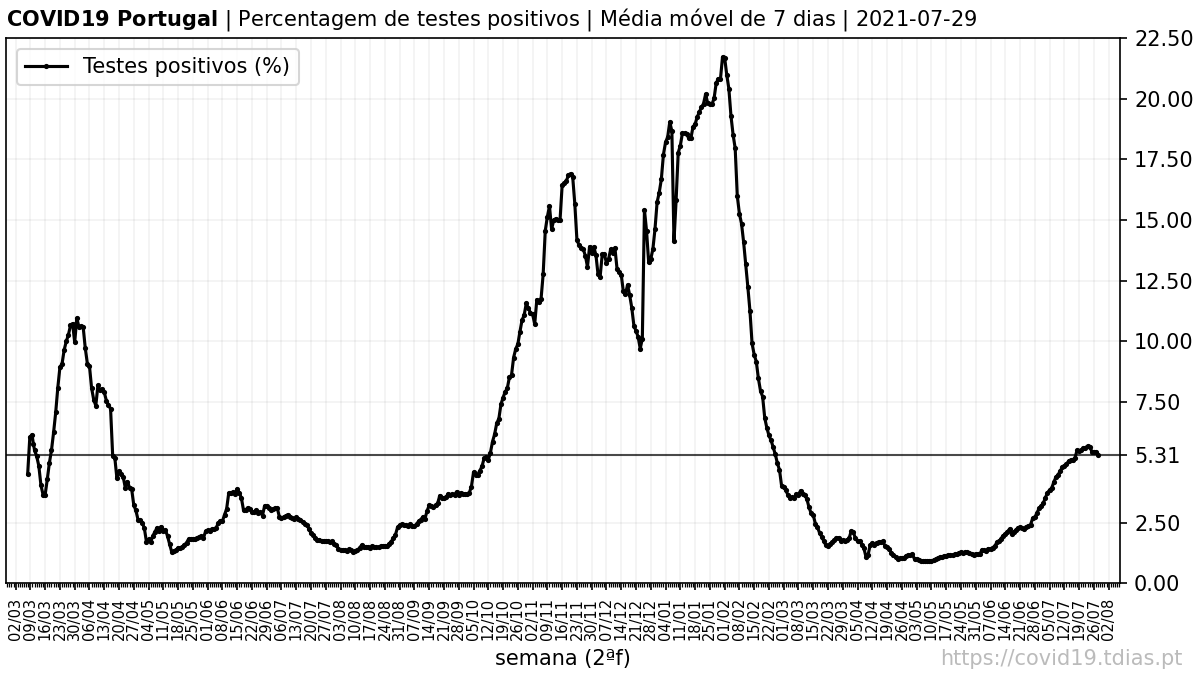 COVID19 Portugal | Percentagem de testes positivos | Média móvel de 7 dias | 2021-07-29
Testes positivos (%)
22.50
20.00
17.50
15.00
12.50
10.00
7.50
5.31
2.50
0.00
02/03 09/03 16/03 23/03 30/03 06/04 13/04 20/04 27/04 04/05 11/05 18/05 25/05 01/06 08/06 15/06 22/06 29/06 06/07 13/07 20/07 27/07 03/08 10/08 17/08 24/08 31/08 07/09 14/09 21/09 28/09 05/10 12/10 19/10 26/10 02/11 09/11 16/11 23/11 30/11 07/12 14/12 21/12 28/12 04/01 11/01 18/01 25/01 01/02 08/02 15/02 22/02 01/03 08/03 15/03 22/03 29/03 05/04 12/04 19/04 26/04 03/05 10/05 17/05 24/05 31/05 07/06 14/06 21/06 28/06 05/07 12/07 19/07 26/07 02/08
semana (2ªf)
https://covid19.tdias.pt